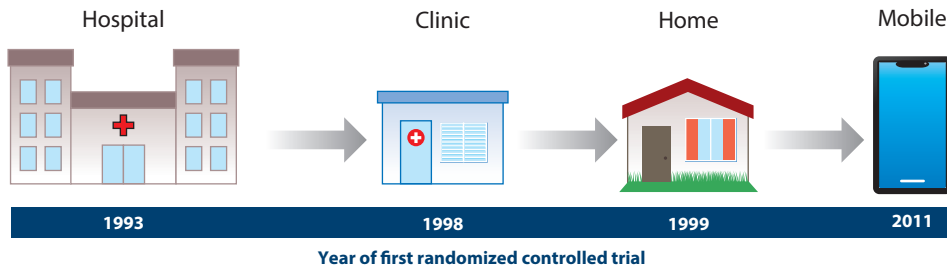 Hospital Clinic Home Mobile
1993 1998 1999 2011
Year of first randomized controlled trial